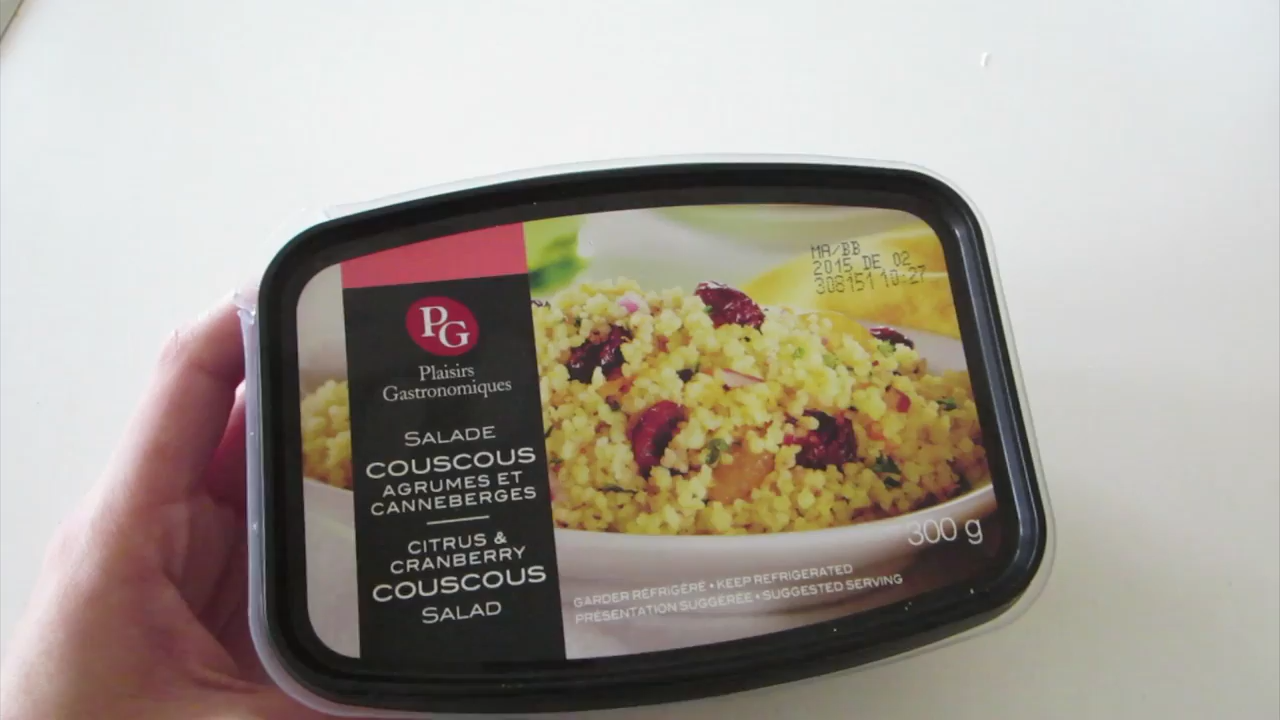 PG
Plaisirs
Gastronomiques
SALADE
COUSCOUS
AGRUMES ET
CANNEBERGES
CITRUS &
CRANBERRY
COUSCOUS
SALAD
MA/BB
2015 DE 02
308151 10:27
300 g
GARDER RÉFRIGÉRÉ • KEEP REFRIGERATED
PRÉSENTATION SUGGÉRÉE • SUGGESTED SERVING